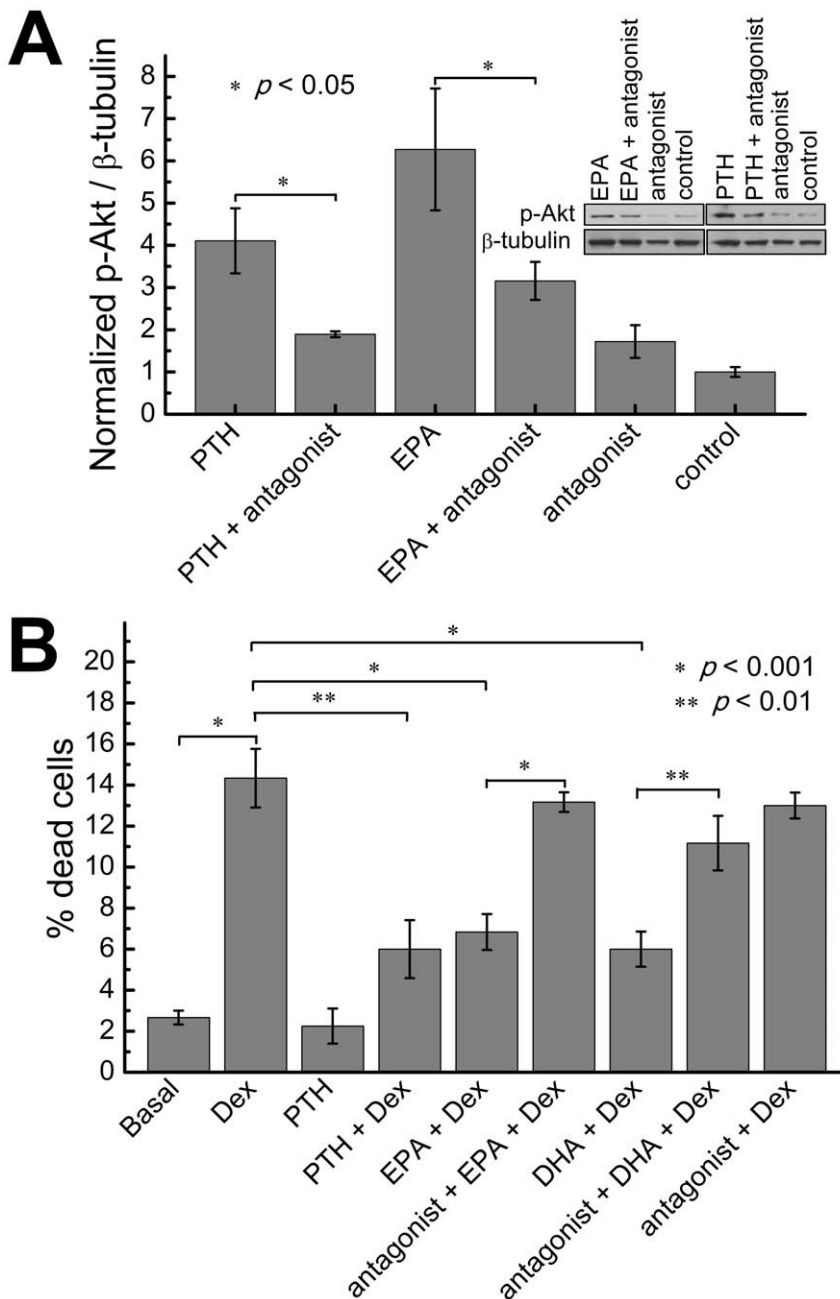 A
Normalized p-Akt / β-tubulin
8
7
6
5
4
3
2
1
0
* p < 0.05
*
*
EPA
EPA + antagonist
antagonist
control
PTH
PTH + antagonist
antagonist
control
p-Akt
β-tubulin
PTH
PTH + antagonist
EPA
EPA + antagonist
antagonist
control
B
% dead cells
20
18
16
14
12
10
8
6
4
2
0
*
* p < 0.001
*
** p < 0.01
**
*
*
**
Basal
Dex
PTH
PTH + Dex
EPA + Dex
antagonist + EPA + Dex
DHA + Dex
antagonist + DHA + Dex
antagonist + Dex